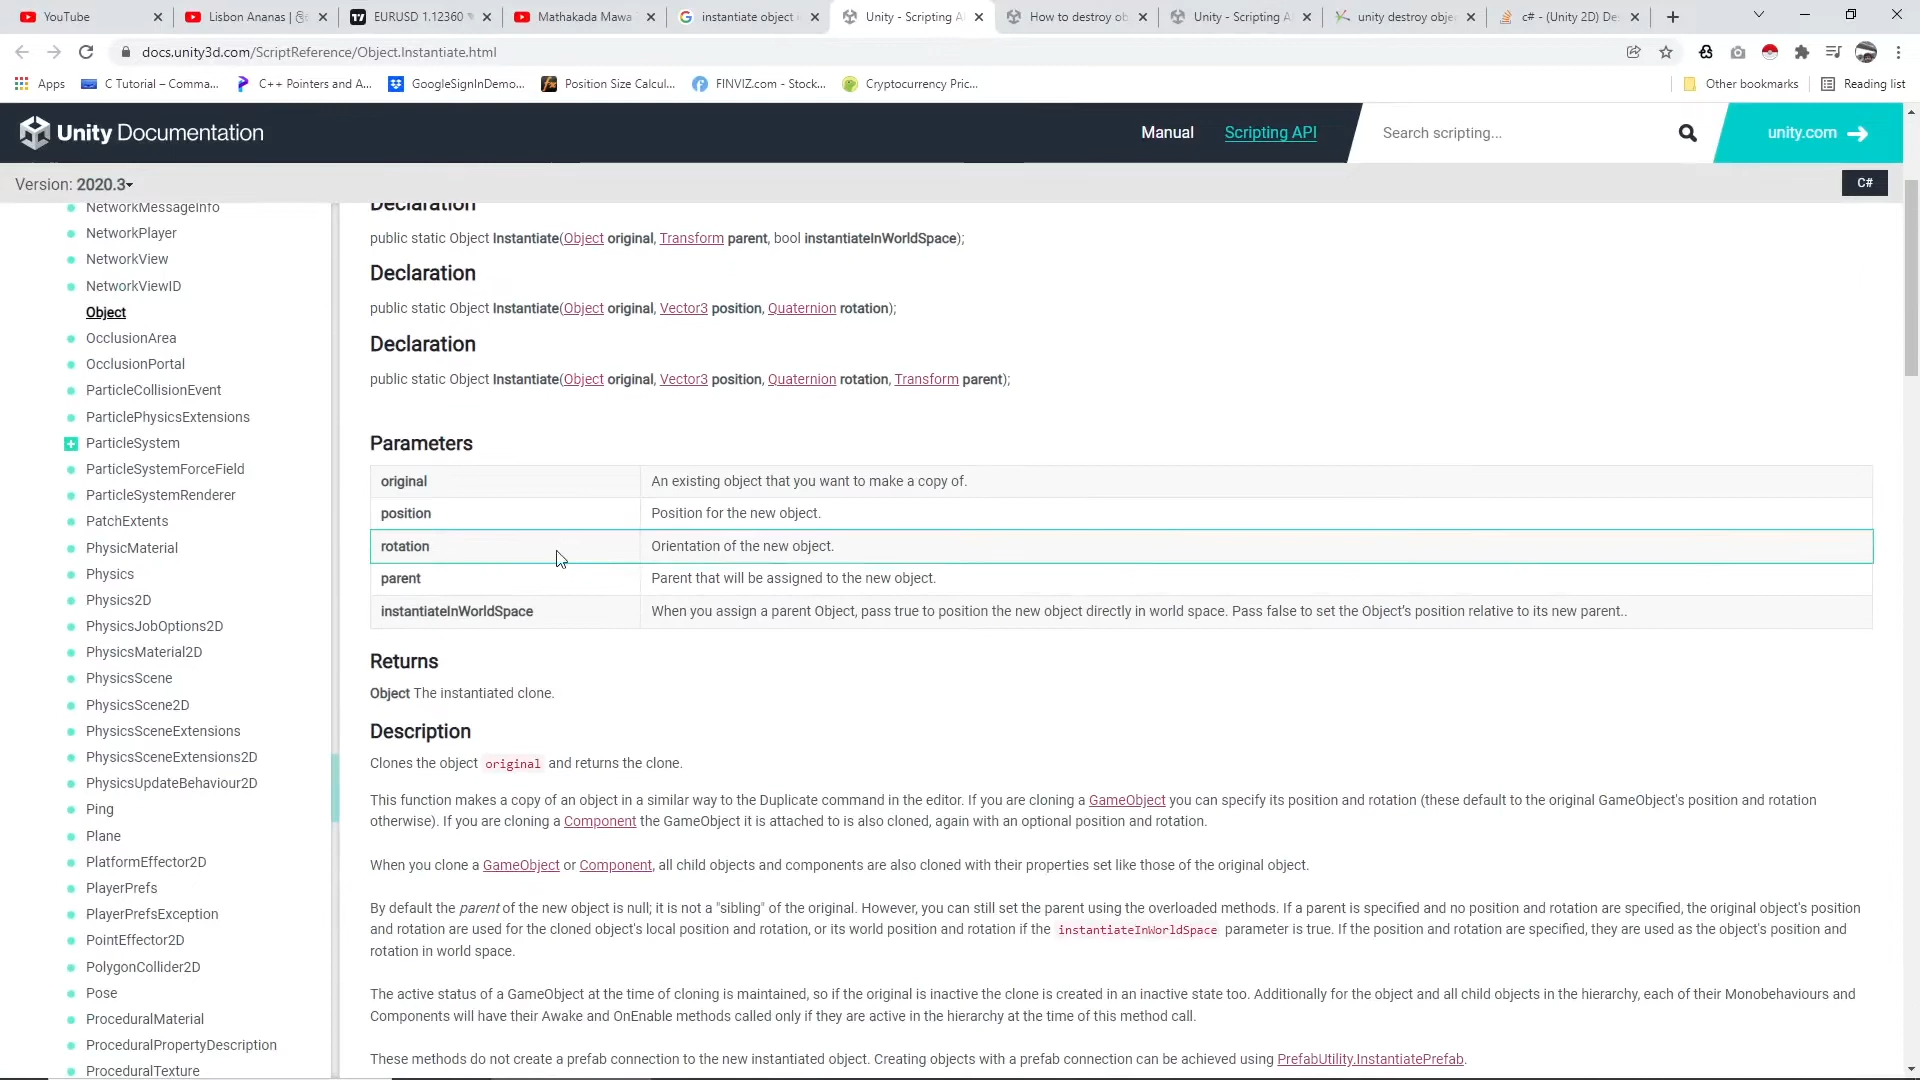 YouTube
Lisbon Ananas |
EURUSD 1.12360
Mathakada Mawa
instantiate object
Unity - Scripting A
How to destroy ob
Unity - Scripting A
unity destroy obje
c# - (Unity 2D) De
docs.unity3d.com/ScriptReference/Object.Instantiate.html
Apps
C Tutorial – Comma...
C++ Pointers and A...
GoogleSignInDemo...
Position Size Calcul...
FINVIZ.com - Stock...
Cryptocurrency Pric...
Other bookmarks
Reading list
Unity Documentation
Manual
Scripting API
Search scripting...
unity.com
Version: 2020.3
C#
NetworkMessageInfo
NetworkPlayer
NetworkView
NetworkViewID
Object
OcclusionArea
OcclusionPortal
ParticleCollisionEvent
ParticlePhysicsExtensions
ParticleSystem
ParticleSystemForceField
ParticleSystemRenderer
PatchExtents
PhysicMaterial
Physics
Physics2D
PhysicsJobOptions2D
PhysicsMaterial2D
PhysicsScene
PhysicsScene2D
PhysicsSceneExtensions
PhysicsSceneExtensions2D
PhysicsUpdateBehaviour2D
Ping
Plane
PlatformEffector2D
PlayerPrefs
PlayerPrefsException
PointEffector2D
PolygonCollider2D
Pose
ProceduralMaterial
ProceduralPropertyDescription
ProceduralTexture
Declaration
public static Object Instantiate(Object original, Transform parent, bool instantiateInWorldSpace);
Declaration
public static Object Instantiate(Object original, Vector3 position, Quaternion rotation);
Declaration
public static Object Instantiate(Object original, Vector3 position, Quaternion rotation, Transform parent);
Parameters
original An existing object that you want to make a copy of.
position Position for the new object.
rotation Orientation of the new object.
parent Parent that will be assigned to the new object.
instantiateInWorldSpace When you assign a parent Object, pass true to position the new object directly in world space. Pass false to set the Object's position relative to its new parent..
Returns
Object The instantiated clone.
Description
Clones the object original and returns the clone.
This function makes a copy of an object in a similar way to the Duplicate command in the editor. If you are cloning a GameObject you can specify its position and rotation (these default to the original GameObject's position and rotation
otherwise). If you are cloning a Component the GameObject it is attached to is also cloned, again with an optional position and rotation.
When you clone a GameObject or Component, all child objects and components are also cloned with their properties set like those of the original object.
By default the parent of the new object is null; it is not a "sibling" of the original. However, you can still set the parent using the overloaded methods. If a parent is specified and no position and rotation are specified, the original object's position
and rotation are used for the cloned object's local position and rotation, or its world position and rotation if the instantiateInWorldSpace parameter is true. If the position and rotation are specified, they are used as the object's position and
rotation in world space.
The active status of a GameObject at the time of cloning is maintained, so if the original is inactive the clone is created in an inactive state too. Additionally for the object and all child objects in the hierarchy, each of their Monobehaviours and
Components will have their Awake and OnEnable methods called only if they are active in the hierarchy at the time of this method call.
These methods do not create a prefab connection to the new instantiated object. Creating objects with a prefab connection can be achieved using PrefabUtility.InstantiatePrefab.